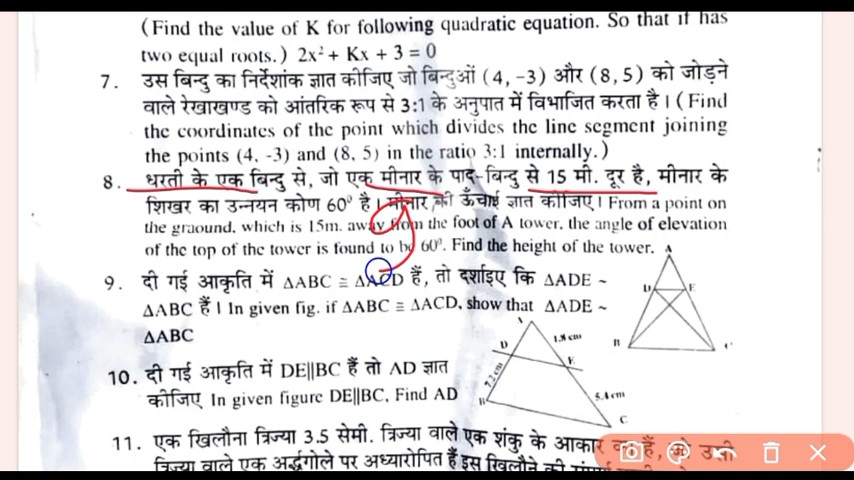 (Find the value of K for following quadratic equation. So that if has
two equal roots.) 2x² + Kx + 3 = 0
7. उस बिन्दु का निर्देशांक ज्ञात कीजिए जो बिन्दुओं (4, -3) और (8, 5) को जोड़ने
वाले रेखाखण्ड को आंतरिक रूप से 3:1 के अनुपात में विभाजित करता है। (Find
the coordinates of the point which divides the line segment joining
the points (4, -3) and (8, 5) in the ratio 3:1 internally.)
8. धरती के एक बिन्दु से, जो एक मीनार के पाद-बिन्दु से 15 मी. दूर है, मीनार के
शिखर का उन्नयन कोण 60° है। मीनार की ऊँचाई ज्ञात कीजिए। From a point on
the graound, which is 15m. away from the foot of A tower, the angle of elevation
of the top of the tower is found to be 60°. Find the height of the tower.
9. दी गई आकृति में ΔABC ≅ ΔACD हैं, तो दर्शाइए कि ΔADE ~
ΔABC हैं। In given fig. if ΔABC ≅ ΔACD, show that ΔADE ~
ΔABC
A
D E
B C
10. दी गई आकृति में DE||BC हैं तो AD ज्ञात
कीजिए In given figure DE||BC, Find AD
A
1.8 cm
D
E
7.2 cm
5.4 cm
B
C
11. एक खिलौना त्रिज्या 3.5 सेमी. त्रिज्या वाले एक शंकु के आकार का है, जो उसी
त्रिज्या वाले एक अर्द्धगोले पर अध्यारोपित हैं इस खिलौने की संपूर्ण